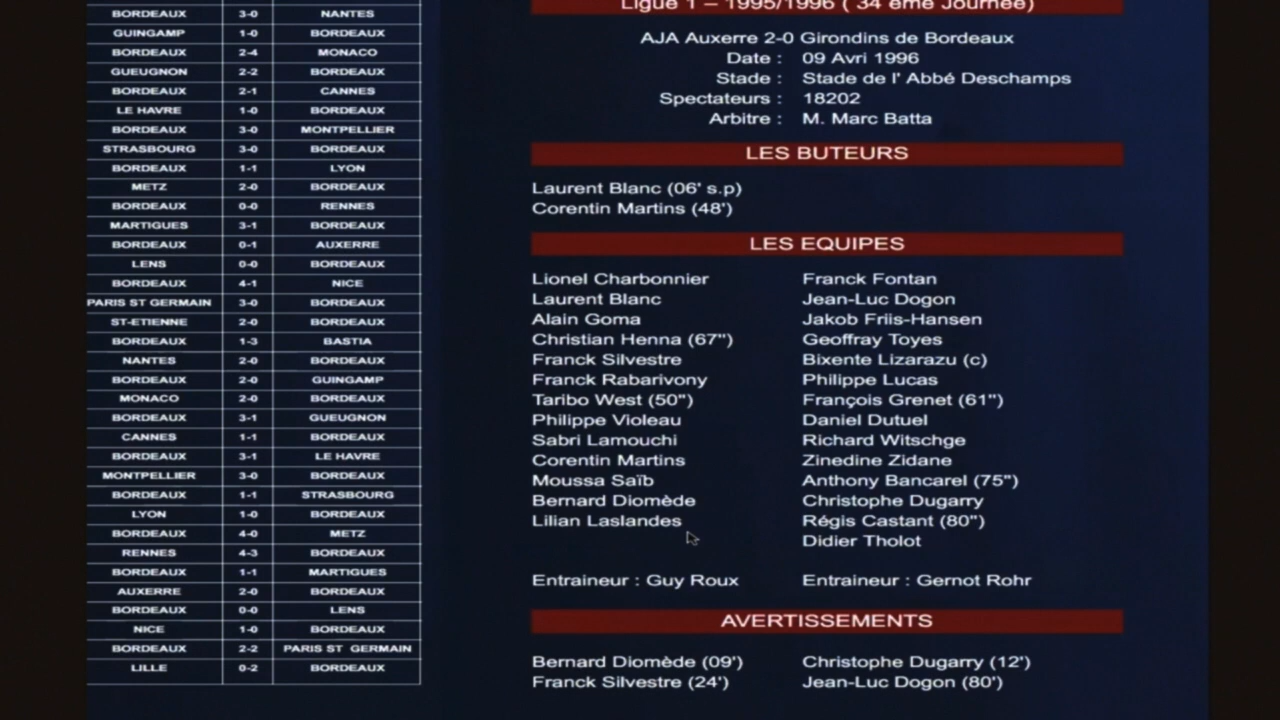 BORDEAUX 3-0 NANTES
GUINGAMP 1-0 BORDEAUX
BORDEAUX 2-4 MONACO
GUEUGNON 2-2 BORDEAUX
BORDEAUX 2-1 CANNES
LE HAVRE 1-0 BORDEAUX
BORDEAUX 3-0 MONTPELLIER
STRASBOURG 3-0 BORDEAUX
BORDEAUX 1-1 LYON
METZ 2-0 BORDEAUX
BORDEAUX 0-0 RENNES
MARTIGUES 3-1 BORDEAUX
BORDEAUX 0-1 AUXERRE
LENS 0-0 BORDEAUX
BORDEAUX 4-1 NICE
PARIS ST GERMAIN 3-0 BORDEAUX
ST-ETIENNE 2-0 BORDEAUX
BORDEAUX 1-3 BASTIA
NANTES 2-0 BORDEAUX
BORDEAUX 2-0 GUINGAMP
MONACO 2-0 BORDEAUX
BORDEAUX 3-1 GUEUGNON
CANNES 1-1 BORDEAUX
BORDEAUX 3-1 LE HAVRE
MONTPELLIER 3-0 BORDEAUX
BORDEAUX 1-1 STRASBOURG
LYON 1-0 BORDEAUX
BORDEAUX 4-0 METZ
RENNES 4-3 BORDEAUX
BORDEAUX 1-1 MARTIGUES
AUXERRE 2-0 BORDEAUX
BORDEAUX 0-0 LENS
NICE 1-0 BORDEAUX
BORDEAUX 2-2 PARIS ST GERMAIN
LILLE 0-2 BORDEAUX
Ligue 1 – 1995/1996 ( 34 ème Journée)
AJA Auxerre 2-0 Girondins de Bordeaux
Date : 09 Avri 1996
Stade : Stade de l' Abbé Deschamps
Spectateurs : 18202
Arbitre : M. Marc Batta
LES BUTEURS
Laurent Blanc (06' s.p)
Corentin Martins (48')
LES EQUIPES
Lionel Charbonnier Franck Fontan
Laurent Blanc Jean-Luc Dogon
Alain Goma Jakob Friis-Hansen
Christian Henna (67'') Geoffray Toyes
Franck Silvestre Bixente Lizarazu (c)
Franck Rabarivony Philippe Lucas
Taribo West (50'') François Grenet (61'')
Philippe Violeau Daniel Dutuel
Sabri Lamouchi Richard Witschge
Corentin Martins Zinedine Zidane
Moussa Saïb Anthony Bancarel (75'')
Bernard Diomède Christophe Dugarry
Lilian Laslandes Régis Castant (80'')
Didier Tholot
Entraineur : Guy Roux Entraineur : Gernot Rohr
AVERTISSEMENTS
Bernard Diomède (09') Christophe Dugarry (12')
Franck Silvestre (24') Jean-Luc Dogon (80')